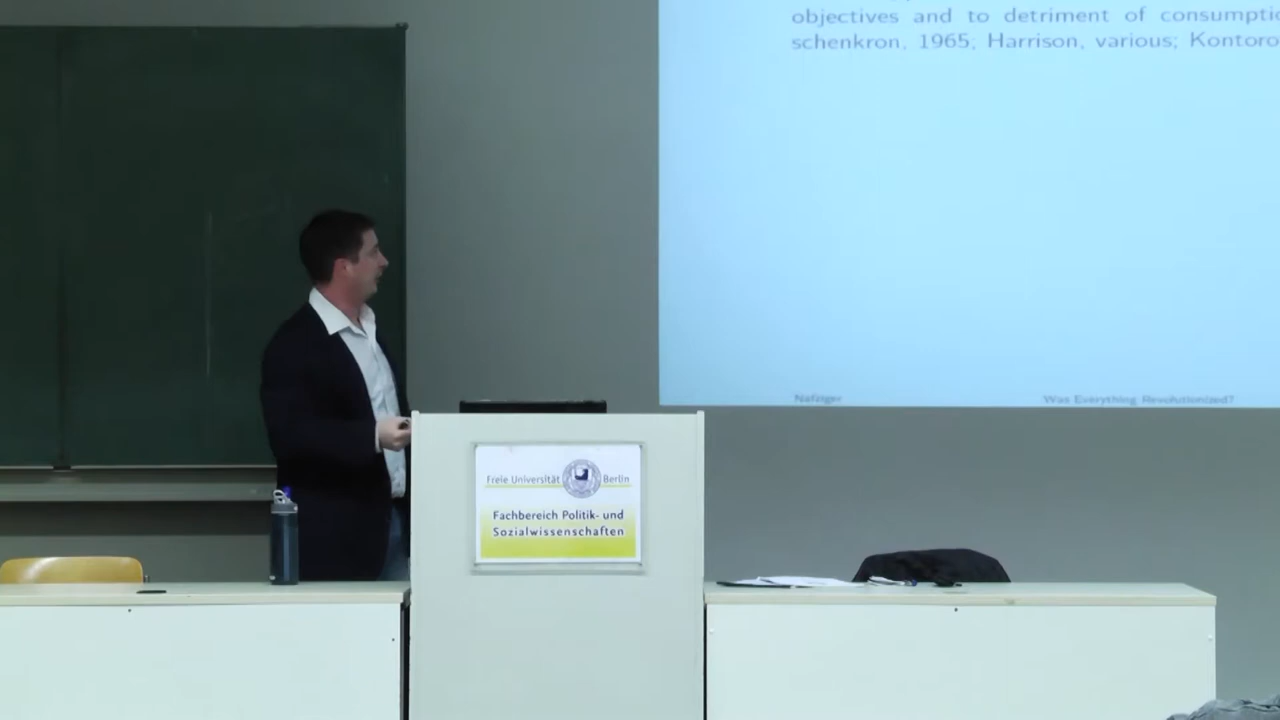 objectives and to detriment of consumptio
schenkron, 1965; Harrison, various; Kontoro
Nafziger
Was Everything Revolutionized?
Freie Universität Berlin
Fachbereich Politik- und
Sozialwissenschaften